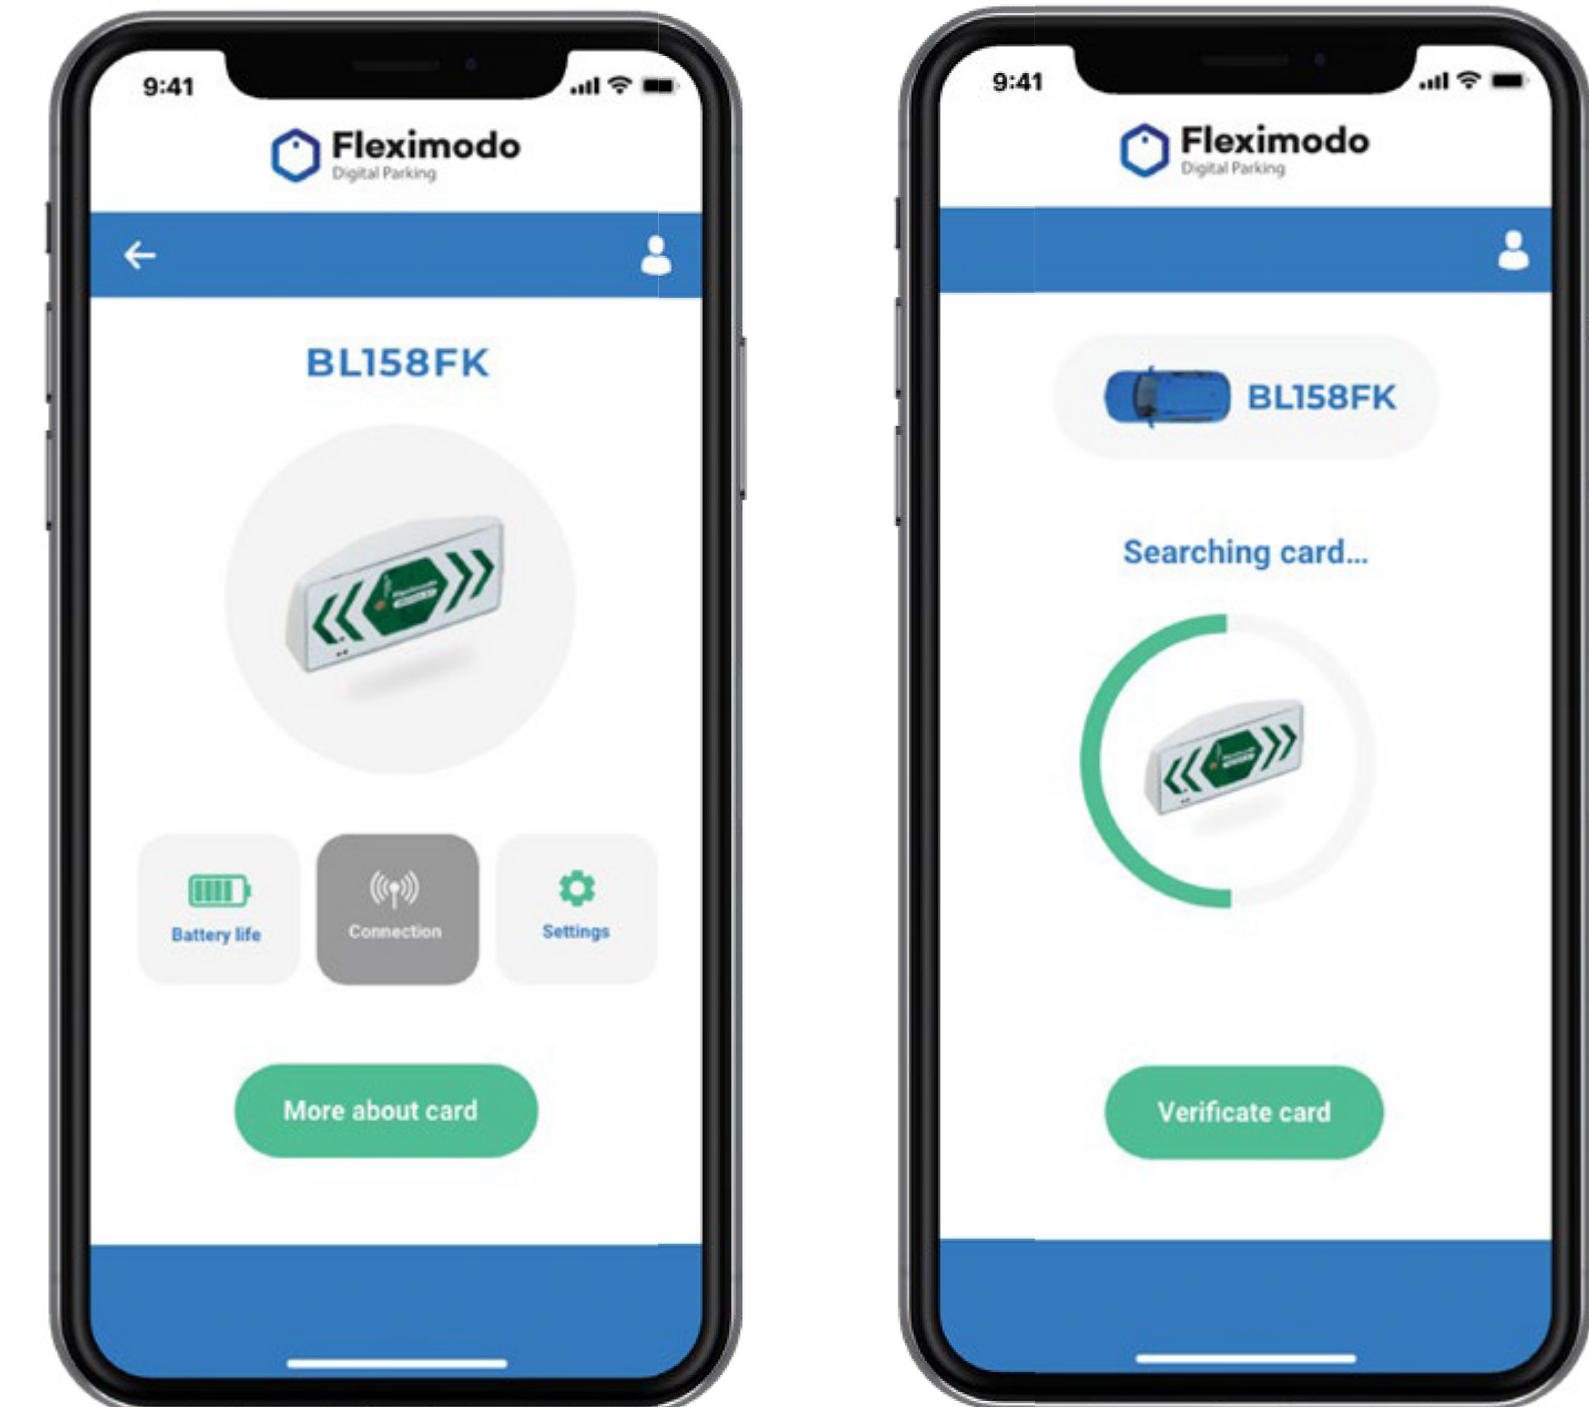 9:41
Fleximodo
Digital Parking
BL158FK
Battery life
Connection
Settings
More about card
9:41
Fleximodo
Digital Parking
BL158FK
Searching card...
Verificate card